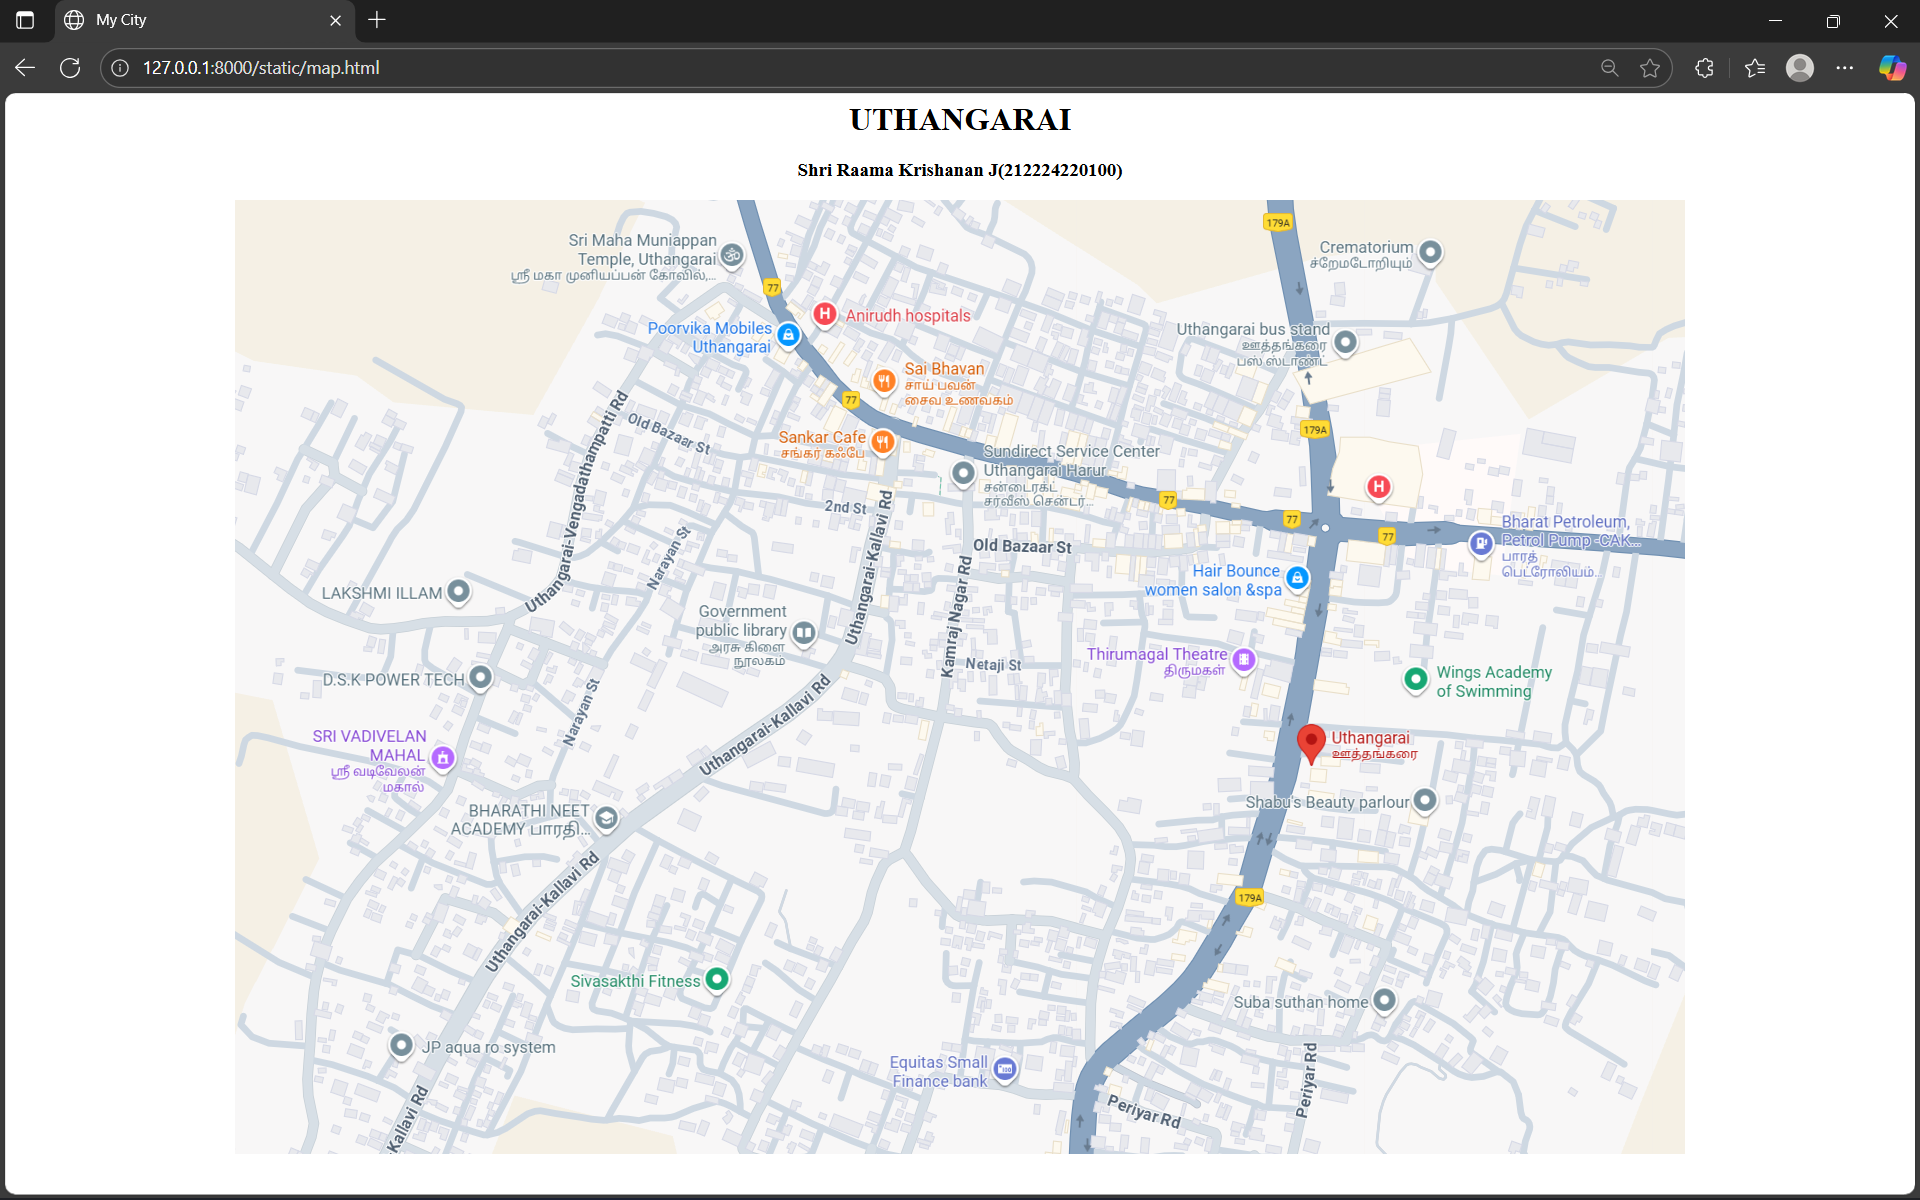 My City
127.0.0.1:8000/static/map.html
UTHANGARAI
Shri Raama Krishanan J(212224220100)
179A
Sri Maha Muniappan
Temple, Uthangarai
ஸ்ரீ மகா முனியப்பன் கோவில்,...
Crematorium
ச்றேமடோறியும்
77
H
Anirudh hospitals
Poorvika Mobiles
Uthangarai
Uthangarai bus stand
ஊத்தங்கரை
பஸ் ஸ்டாண்ட்
Sai Bhavan
சாய் பவன்
சைவ உணவகம்
77
Old Bazaar St
179A
Sankar Cafe
சங்கர் கஃபே
Sundirect Service Center
Uthangarai Harur
சன்டைரக்ட்
சர்வீஸ் சென்டர்...
Uthangarai-Vengadathampatti Rd
H
77
2nd St
77
77
Bharat Petroleum,
Petrol Pump -CAK...
பாரத்
பெட்ரோலியம்...
Old Bazaar St
Narayan St
Uthangarai-Kallavi Rd
Hair Bounce
women salon &spa
LAKSHMI ILLAM
Government
public library
அரசு கிளை
நூலகம்
Kamraj Nagar Rd
Netaji St
Thirumagal Theatre
திருமகள்
Wings Academy
of Swimming
D.S.K POWER TECH
Narayan St
Uthangarai-Kallavi Rd
SRI VADIVELAN
MAHAL
ஸ்ரீ வடிவேலன்
மகால்
Uthangarai
ஊத்தங்கரை
Shabu's Beauty parlour
BHARATHI NEET
ACADEMY பாரதி...
179A
Uthangarai-Kallavi Rd
Sivasakthi Fitness
Suba suthan home
JP aqua ro system
Equitas Small
Finance bank
Periyar Rd
Periyar Rd
-Kallavi Rd